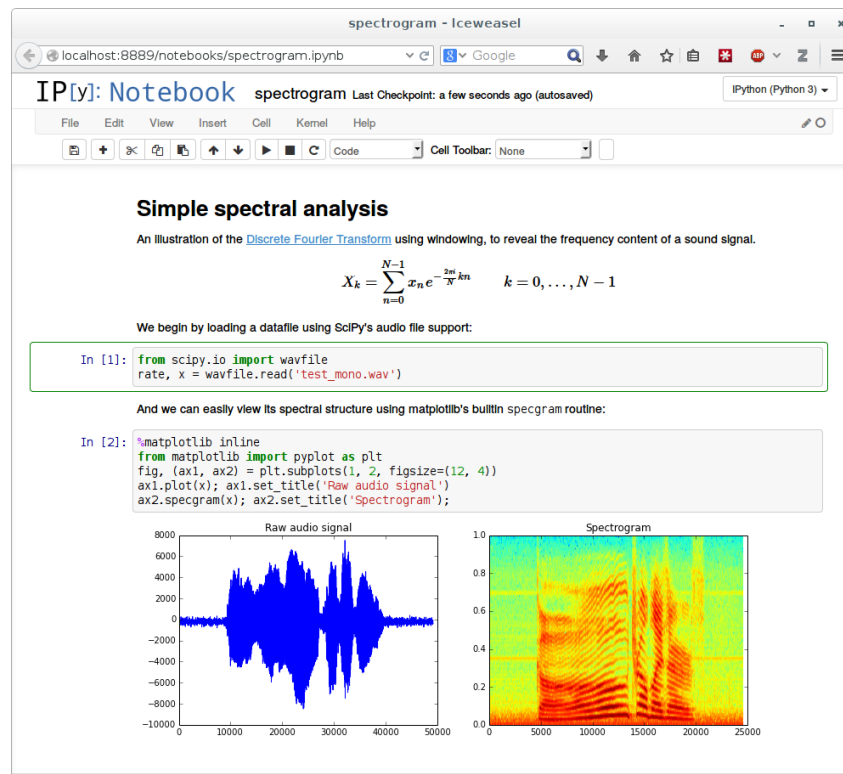 spectrogram - Iceweasel
localhost:8889/notebooks/spectrogram.ipynb
8
Google
ABP
IP[y]: Notebook
spectrogram Last Checkpoint: a few seconds ago (autosaved)
IPython (Python 3)
File Edit View Insert Cell Kernel Help
Code
Cell Toolbar: None
Simple spectral analysis
An illustration of the Discrete Fourier Transform using windowing, to reveal the frequency content of a sound signal.
X_k = \sum_{n=0}^{N-1} x_n e^{-\frac{2\pi i}{N} kn} k = 0, \ldots, N − 1
We begin by loading a datafile using SciPy's audio file support:
In [1]: from scipy.io import wavfile
rate, x = wavfile.read('test_mono.wav')
And we can easily view its spectral structure using matplotlib's builtin specgram routine:
In [2]: %matplotlib inline
from matplotlib import pyplot as plt
fig, (ax1, ax2) = plt.subplots(1, 2, figsize=(12, 4))
ax1.plot(x); ax1.set_title('Raw audio signal')
ax2.specgram(x); ax2.set_title('Spectrogram');
Raw audio signal
8000
6000
4000
2000
0
−2000
−4000
−6000
−8000
−10000
0 10000 20000 30000 40000 50000
Spectrogram
1.0
0.8
0.6
0.4
0.2
0.0
0 5000 10000 15000 20000 25000